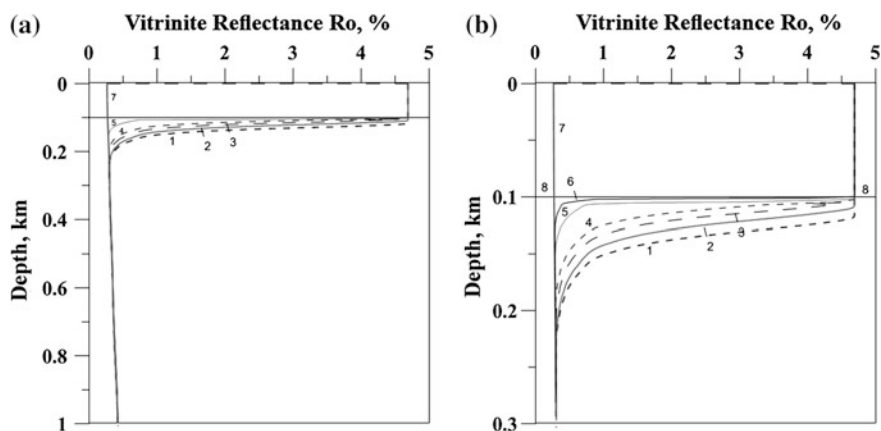 (a) Vitrinite Reflectance Ro, %
0 1 2 3 4 5
Depth, km
0
0.2
0.4
0.6
0.8
1
7
5
4
1 2 3
(b) Vitrinite Reflectance Ro, %
0 1 2 3 4 5
Depth, km
0
0.1
0.2
0.3
7
8 6 8
5
4
3
2
1